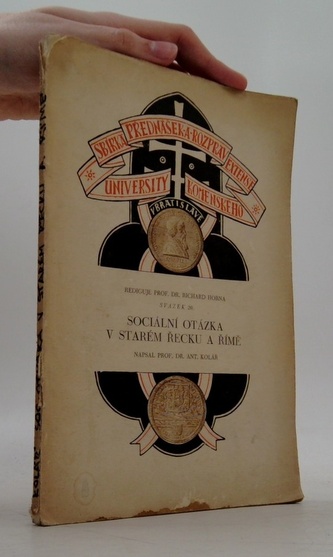 SBÍRKA PŘEDNÁŠEK A ROZPRAV EXTENSE
UNIVERSITY KOMENSKÉHO
V BRATISLAVĚ
REDIGUJE PROF. DR. RICHARD HORNA
SVAZEK
SOCIÁLNÍ OTÁZKA
V STARÉM ŘECKU A ŘÍMĚ
NAPSAL PROF. DR. ANT. KOLÁŘ
KOLÁŘ